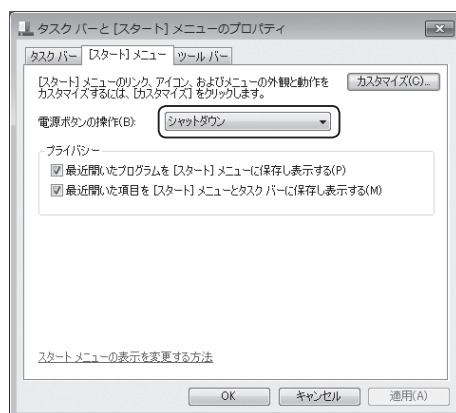 タスク バーと [スタート] メニューのプロパティ
タスク バー [スタート] メニュー ツール バー
[スタート] メニューのリンク、アイコン、およびメニューの外観と動作を
カスタマイズするには、[カスタマイズ] をクリックします。
カスタマイズ(C)...
電源ボタンの操作(B): シャットダウン
プライバシー
最近開いたプログラムを [スタート] メニューに保存し表示する(P)
最近開いた項目を [スタート] メニューとタスク バーに保存し表示する(M)
スタート メニューの表示を変更する方法
OK キャンセル 適用(A)